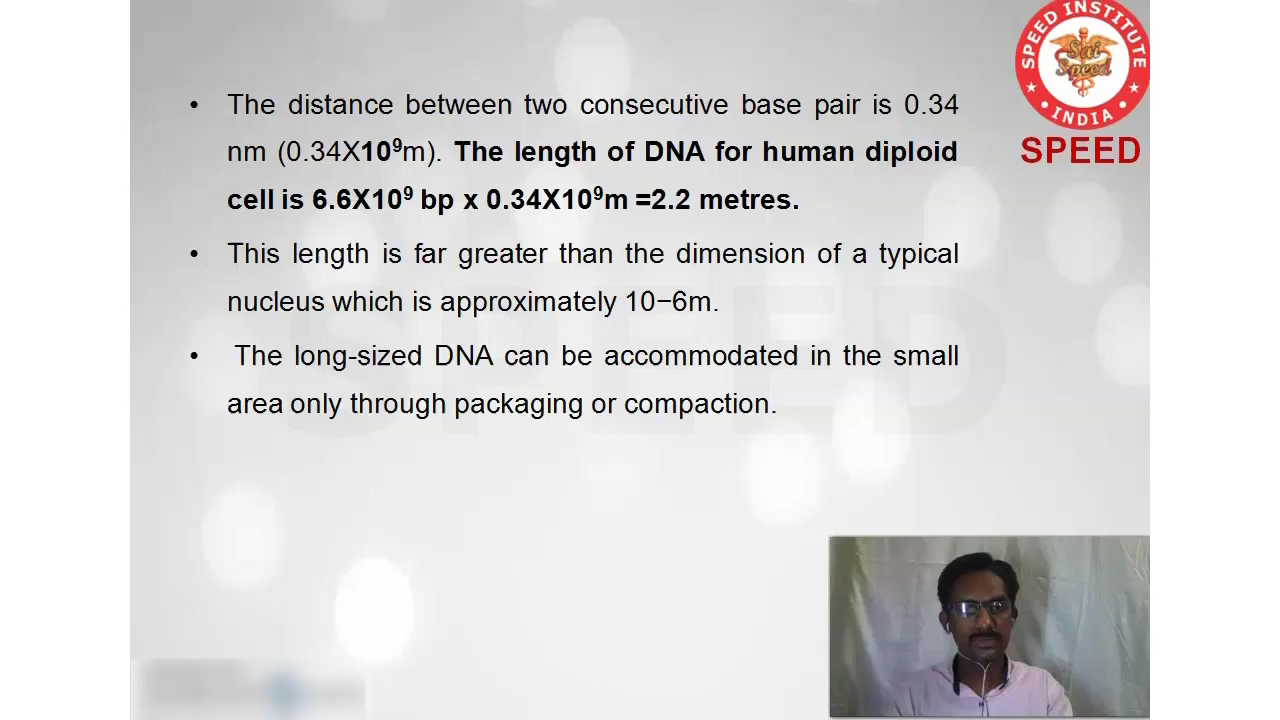 SPEED INSTITUTE
Sai
Speed
INDIA
SPEED
• The distance between two consecutive base pair is 0.34
nm (0.34X10⁹m). The length of DNA for human diploid
cell is 6.6X10⁹ bp x 0.34X10⁹m =2.2 metres.
• This length is far greater than the dimension of a typical
nucleus which is approximately 10−6m.
• The long-sized DNA can be accommodated in the small
area only through packaging or compaction.
SPEED